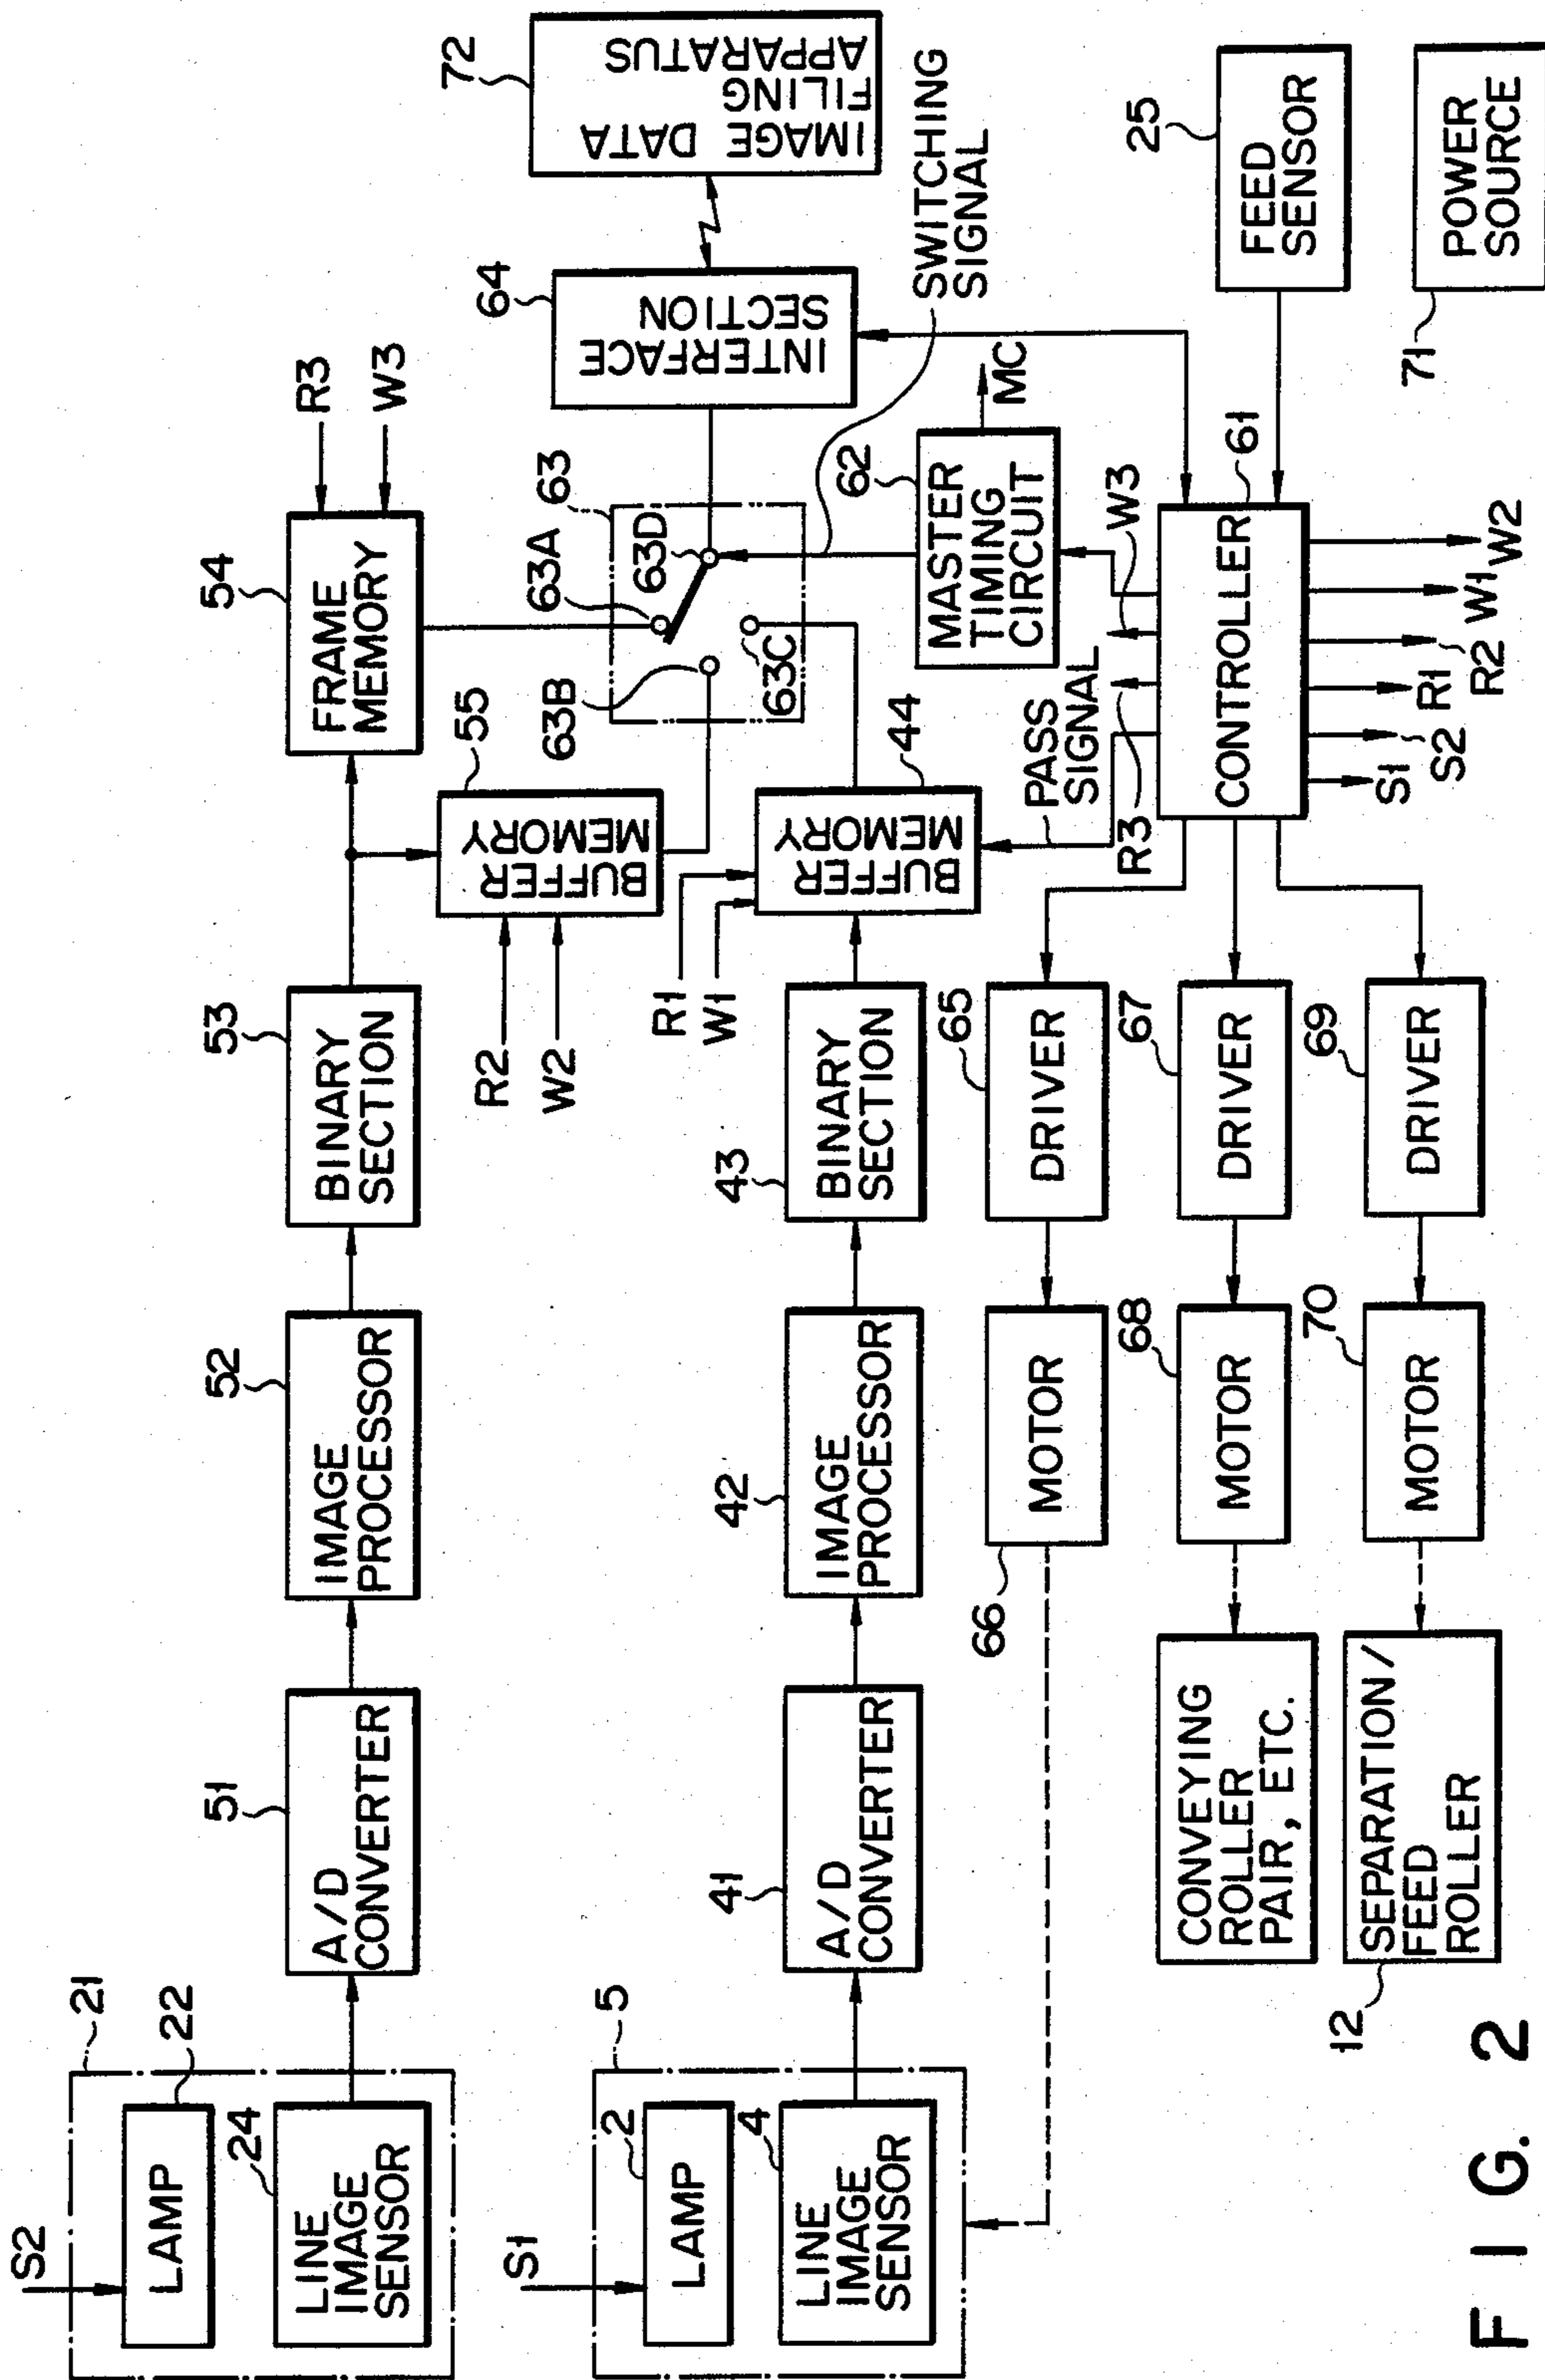 S2
21
LAMP
22
24
LINE
IMAGE
SENSOR
51
A/D
CONVERTER
52
IMAGE
PROCESSOR
53
BINARY
SECTION
54
FRAME
MEMORY
R3
W3
R2
W2
55
BUFFER
MEMORY
63
63A
63B
63C
63D
64
INTERFACE
SECTION
72
IMAGE DATA
FILING
APPARATUS
S1
5
2
LAMP
4
LINE
IMAGE
SENSOR
41
A/D
CONVERTER
42
IMAGE
PROCESSOR
43
BINARY
SECTION
R1
W1
44
BUFFER
MEMORY
62
MASTER
TIMING
CIRCUIT
MC
SWITCHING
SIGNAL
PASS
SIGNAL
R3
W3
66
MOTOR
65
DRIVER
61
CONTROLLER
25
FEED
SENSOR
CONVEYING
ROLLER
PAIR, ETC.
68
MOTOR
67
DRIVER
S1
S2
R1
R2
W1
W2
12
SEPARATION/
FEED
ROLLER
70
MOTOR
69
DRIVER
71
POWER
SOURCE
FIG. 2